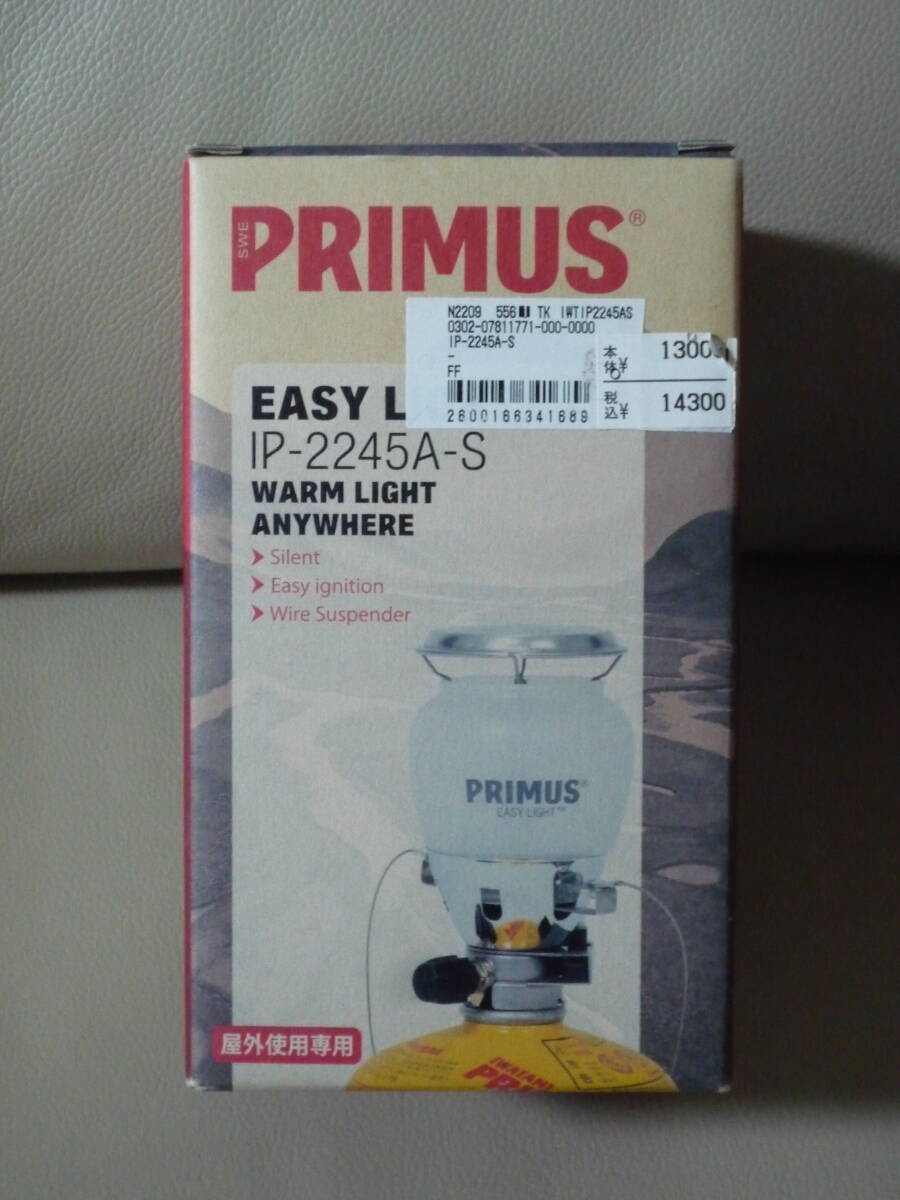 SWE
PRIMUS®
N2209 556 TK IWTIP2245AS
0302-07811771-000-0000
IP-2245A-S
-
FF
2600166341689
本体¥ 13000
税込¥ 14300
EASY L
IP-2245A-S
WARM LIGHT
ANYWHERE
Silent
Easy ignition
Wire Suspender
PRIMUS®
EASY LIGHT™
屋外使用専用
IWATANI
PR